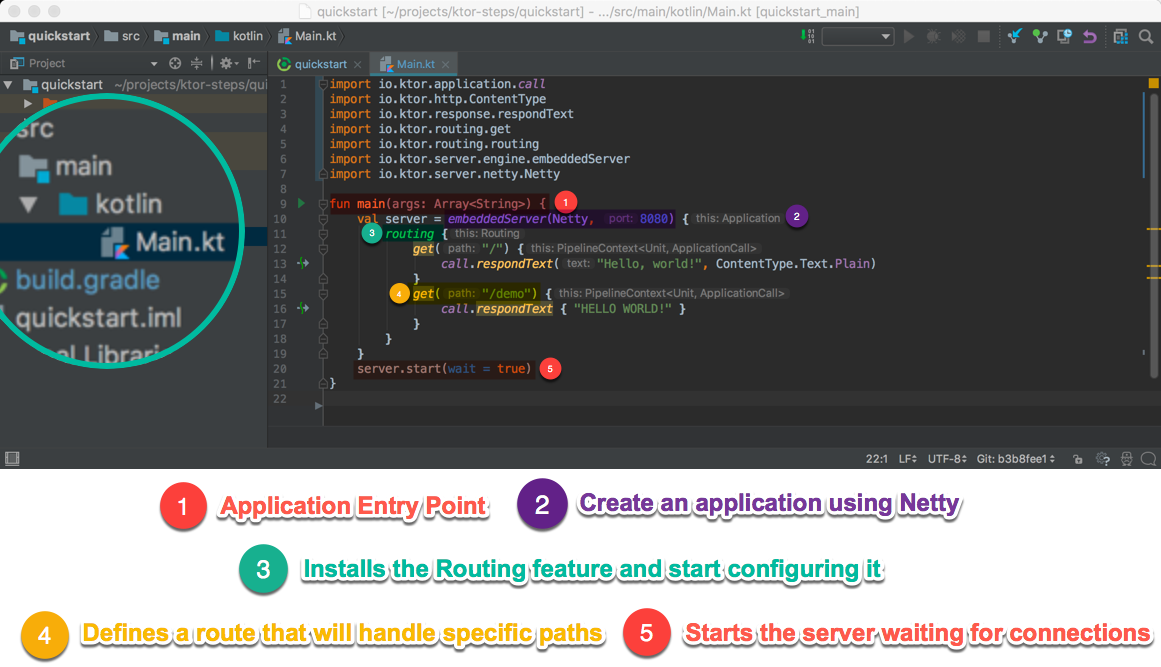 quickstart [~/projects/ktor-steps/quickstart] - .../src/main/kotlin/Main.kt [quickstart_main]
quickstart src main kotlin Main.kt
Project
quickstart Main.kt
quickstart ~/projects/ktor-steps/qui
src
main
kotlin
Main.kt
build.gradle
quickstart.iml
1 import io.ktor.application.call
2 import io.ktor.http.ContentType
3 import io.ktor.response.respondText
4 import io.ktor.routing.get
5 import io.ktor.routing.routing
6 import io.ktor.server.engine.embeddedServer
7 import io.ktor.server.netty.Netty
8
9 fun main(args: Array<String>) { 1
10 val server = embeddedServer(Netty, port: 8080) { this: Application 2
11 3 routing { this: Routing
12 get( path: "/") { this: PipelineContext<Unit, ApplicationCall>
13 call.respondText( text: "Hello, world!", ContentType.Text.Plain)
14 }
15 4 get( path: "/demo") { this: PipelineContext<Unit, ApplicationCall>
16 call.respondText { "HELLO WORLD!" }
17 }
18 }
19 }
20 server.start(wait = true) 5
21 }
22
22:1 LF UTF-8 Git: b3b8fee1
1 Application Entry Point 2 Create an application using Netty
3 Installs the Routing feature and start configuring it
4 Defines a route that will handle specific paths 5 Starts the server waiting for connections